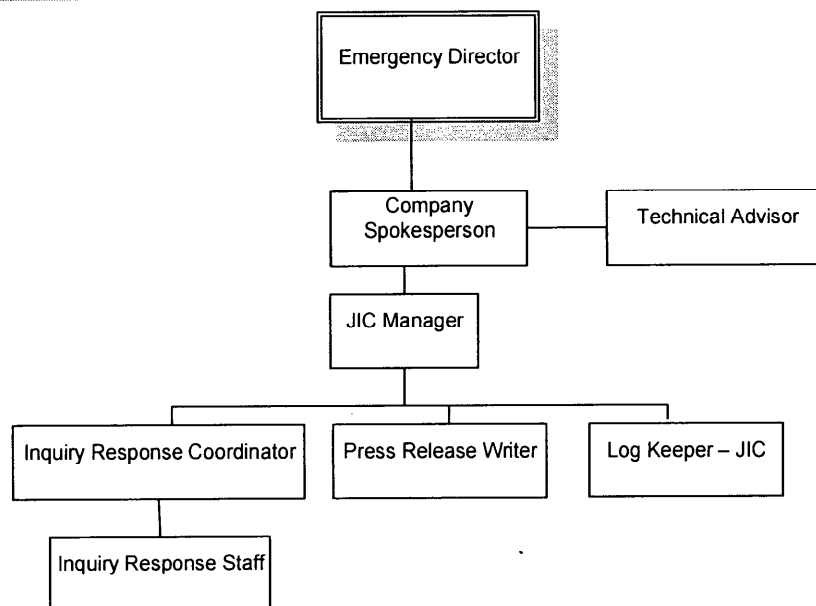 Emergency Director
Company
Spokesperson
Technical Advisor
JIC Manager
Inquiry Response Coordinator
Press Release Writer
Log Keeper – JIC
Inquiry Response Staff